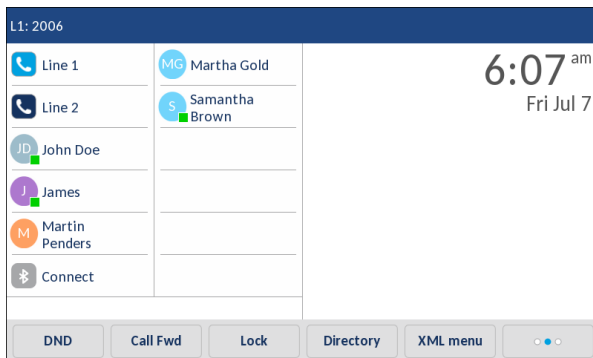 L1: 2006
Line 1
Line 2
JD John Doe
J James
M Martin
Penders
Connect
MG Martha Gold
S Samantha
Brown
6:07 am
Fri Jul 7
DND Call Fwd Lock Directory XML menu